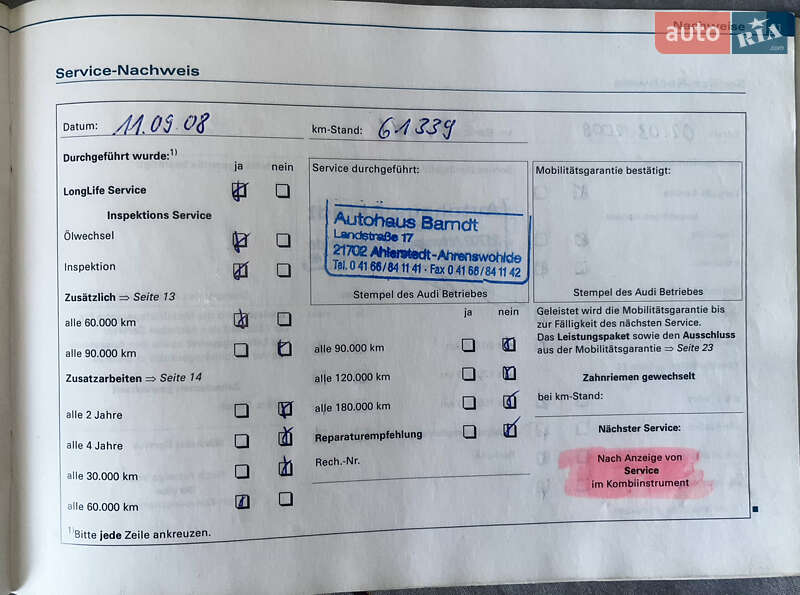 Nachweise
auto RIA .com
Service-Nachweis
Datum: 11.09.08
km-Stand: 61339
Durchgeführt wurde:1)
ja nein
LongLife Service
Inspektions Service
Ölwechsel
Inspektion
Zusätzlich ⇒ Seite 13
alle 60.000 km
alle 90.000 km
Zusatzarbeiten ⇒ Seite 14
alle 2 Jahre
alle 4 Jahre
alle 30.000 km
alle 60.000 km
1)Bitte jede Zeile ankreuzen.
Service durchgeführt:
Autohaus Barndt
Landstraße 17
21702 Ahlerstedt-Ahrenswohlde
Tel. 0 41 66/84 11 41 · Fax 0 41 66/84 11 42
Stempel des Audi Betriebes
ja nein
alle 90.000 km
alle 120.000 km
alle 180.000 km
Reparaturempfehlung
Rech.-Nr.
Mobilitätsgarantie bestätigt:
Stempel des Audi Betriebes
Geleistet wird die Mobilitätsgarantie bis
zur Fälligkeit des nächsten Service.
Das Leistungspaket sowie den Ausschluss
aus der Mobilitätsgarantie ⇒ Seite 23
Zahnriemen gewechselt
bei km-Stand:
Nächster Service:
Nach Anzeige von
Service
im Kombiinstrument